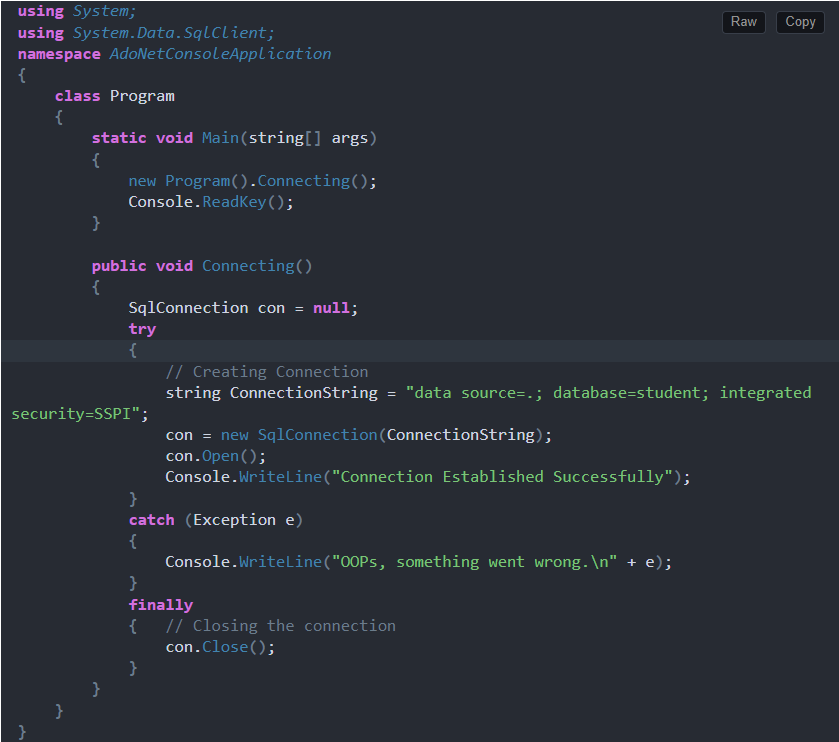 using System;
Raw Copy
using System.Data.SqlClient;
namespace AdoNetConsoleApplication
{
    class Program
    {
        static void Main(string[] args)
        {
            new Program().Connecting();
            Console.ReadKey();
        }

        public void Connecting()
        {
            SqlConnection con = null;
            try
            {
                // Creating Connection
                string ConnectionString = "data source=.; database=student; integrated
security=SSPI";
                con = new SqlConnection(ConnectionString);
                con.Open();
                Console.WriteLine("Connection Established Successfully");
            }
            catch (Exception e)
            {
                Console.WriteLine("OOPs, something went wrong.\n" + e);
            }
            finally
            {   // Closing the connection
                con.Close();
            }
        }
    }
}